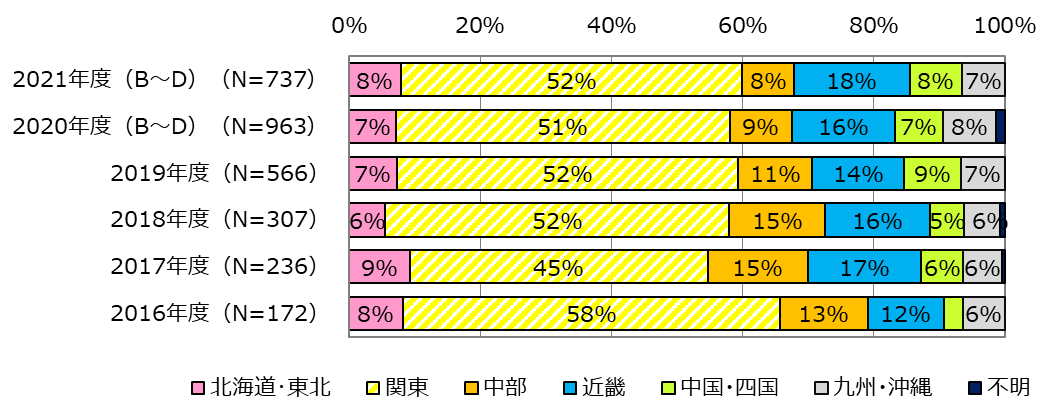 0% 20% 40% 60% 80% 100%
2021年度（B～D）（N=737） 8% 52% 8% 18% 8% 7%
2020年度（B～D）（N=963） 7% 51% 9% 16% 7% 8%
2019年度（N=566） 7% 52% 11% 14% 9% 7%
2018年度（N=307） 6% 52% 15% 16% 5% 6%
2017年度（N=236） 9% 45% 15% 17% 6% 6%
2016年度（N=172） 8% 58% 13% 12% 6%
北海道・東北 関東 中部 近畿 中国・四国 九州・沖縄 不明